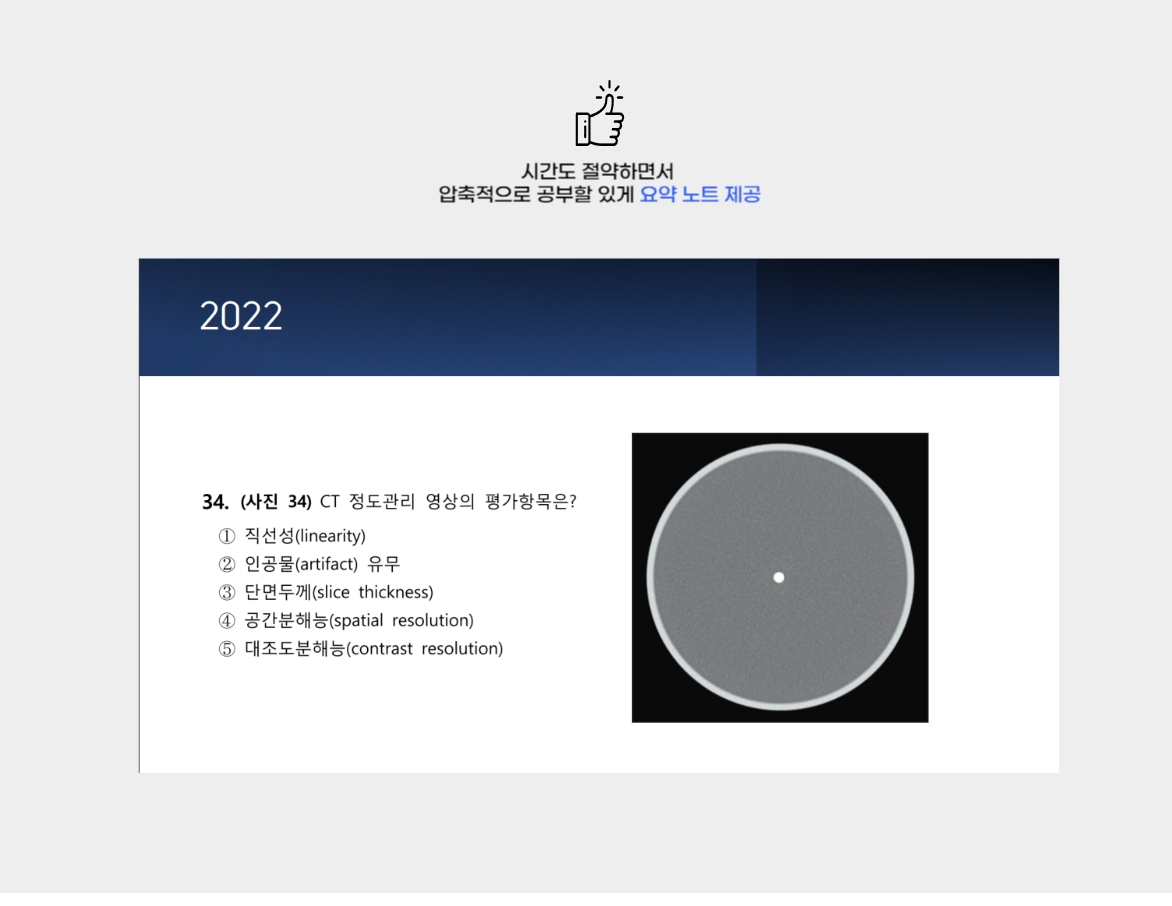 시간도 절약하면서
압축적으로 공부할 있게 요약 노트 제공
2022
34. (사진 34) CT 정도관리 영상의 평가항목은?
① 직선성(linearity)
② 인공물(artifact) 유무
③ 단면두께(slice thickness)
④ 공간분해능(spatial resolution)
⑤ 대조도분해능(contrast resolution)